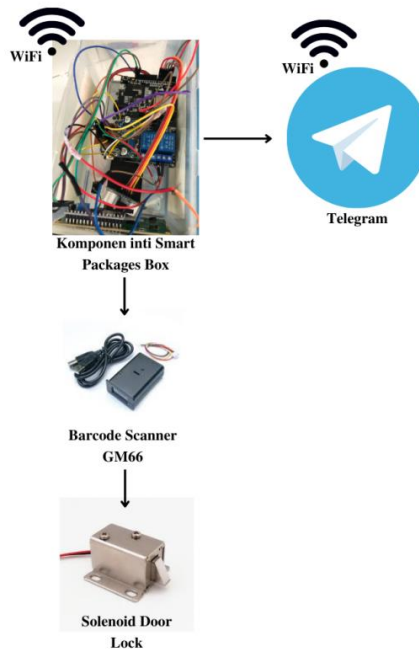 WiFi
WiFi
Komponen inti Smart
Packages Box
Telegram
Barcode Scanner
GM66
Solenoid Door
Lock